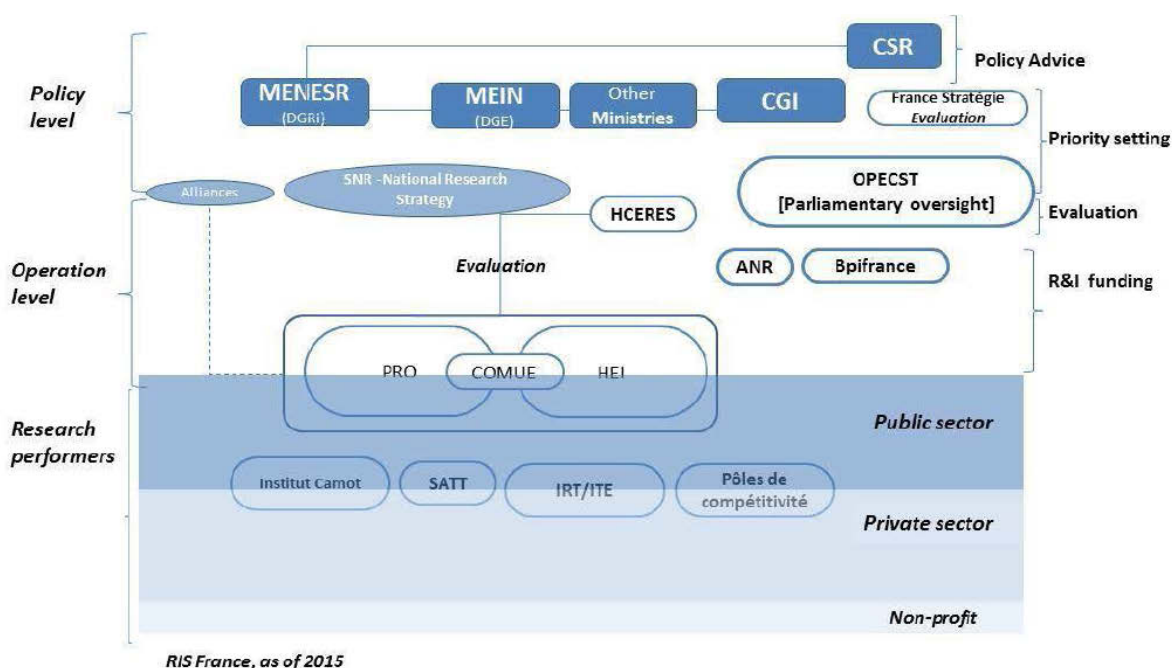 CSR
Policy Advice
Policy
level
MENESR
(DGRI)
MEIN
(DGE)
Other
Ministries
CGI
France Stratégie
Evaluation
Priority setting
Alliances
SNR -National Research
Strategy
OPECST
[Parliamentary oversight]
HCERES
Evaluation
Operation
level
Evaluation
ANR
Bpifrance
R&I funding
PRO
COMUE
HEI
Research
performers
Public sector
Institut Carnot
SATT
IRT/ITE
Pôles de
compétitivité
Private sector
Non-profit
RIS France, as of 2015